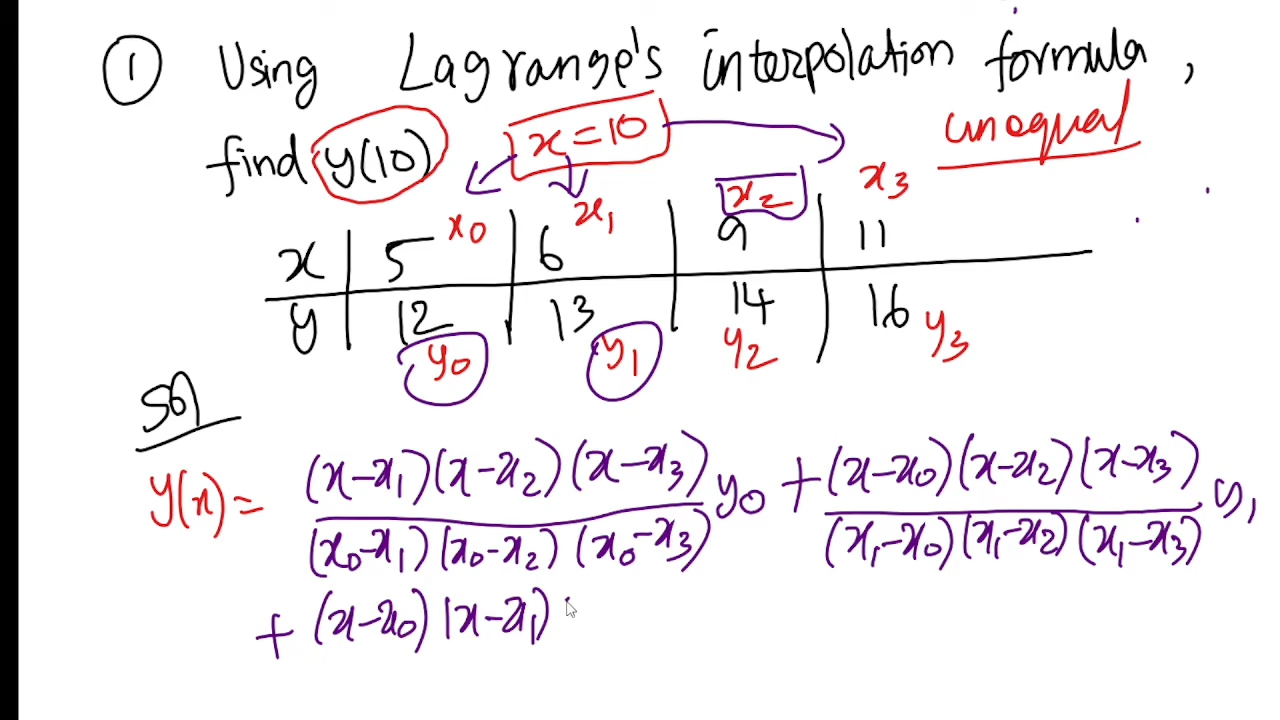 ① Using Lagrange's interpolation formula,
find y(10) x=10 unequal
x0 x1 x2 x3
x 5 6 9 11
y 12 13 14 16
y0 y1 y2 y3
Sol
y(x) = (x-x1)(x-x2)(x-x3) y0 + (x-x0)(x-x2)(x-x3) y1
(x0-x1)(x0-x2)(x0-x3) (x1-x0)(x1-x2)(x1-x3)
+ (x-x0)(x-x1)